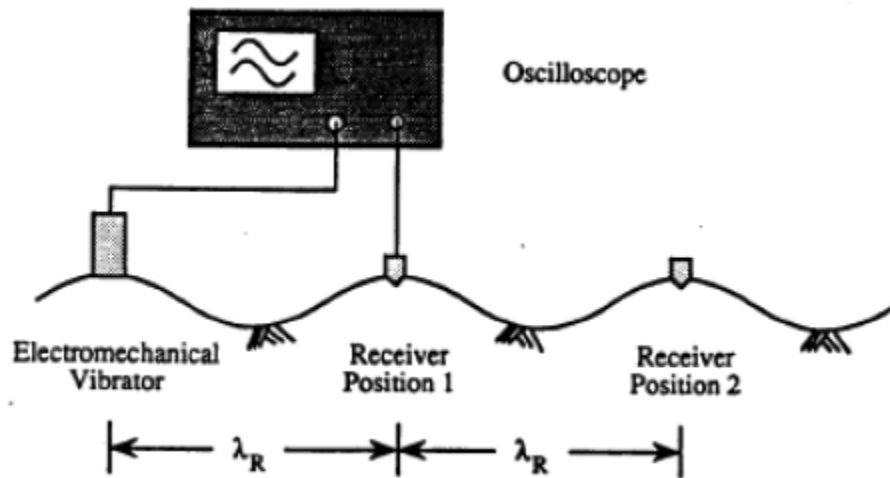 Oscilloscope
Electromechanical
Vibrator
Receiver
Position 1
Receiver
Position 2
λR
λR